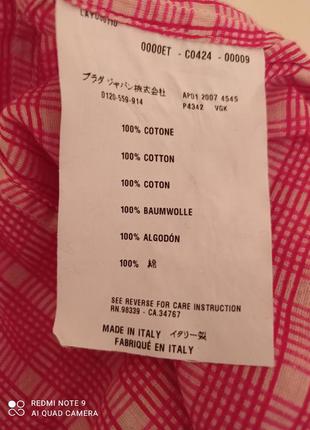 0000ET - C0424 - 00009
プラダ ジャパン株式会社
D120-559-914
AP01 2007 4545
P4342 VGK
100% COTONE
100% COTTON
100% COTON
100% BAUMWOLLE
100% ALGODÓN
100% 綿
SEE REVERSE FOR CARE INSTRUCTION
RN.98339 - CA.34767
MADE IN ITALY イタリー製
FABRIQUÉ EN ITALY
REDMI NOTE 9
AI QUAD CAMERA